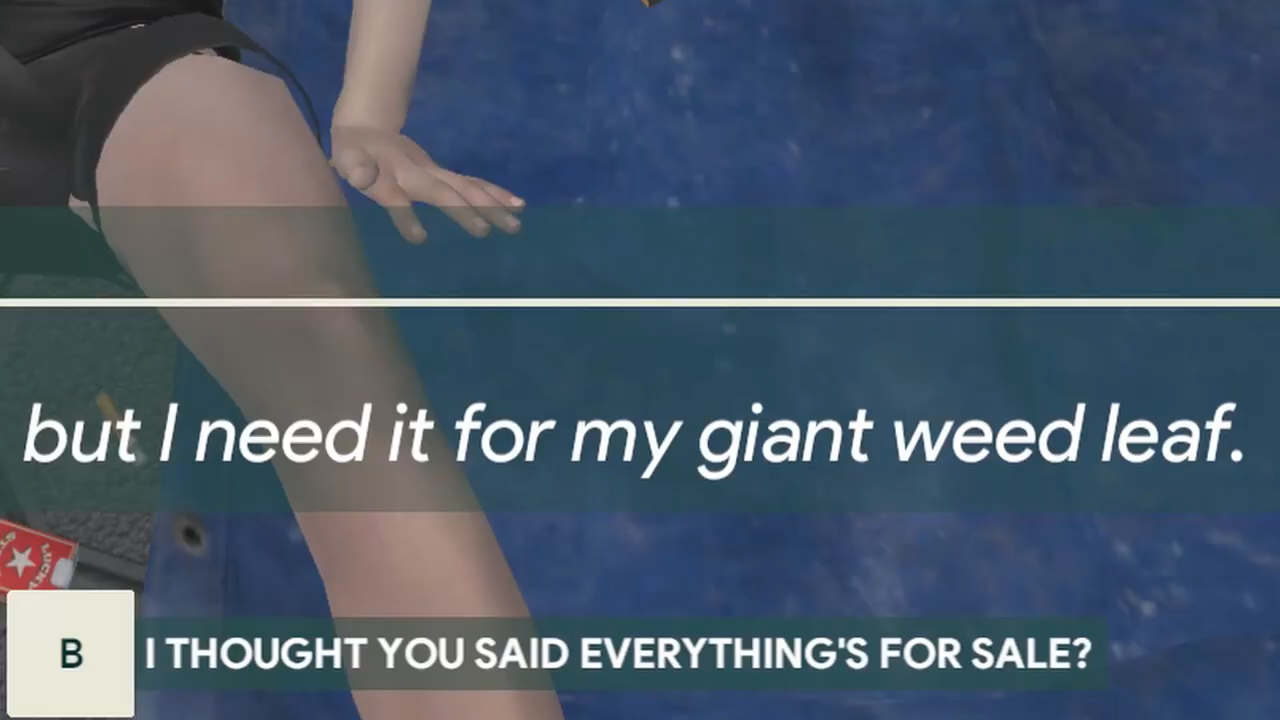 but I need it for my giant weed leaf.
B
I THOUGHT YOU SAID EVERYTHING'S FOR SALE?